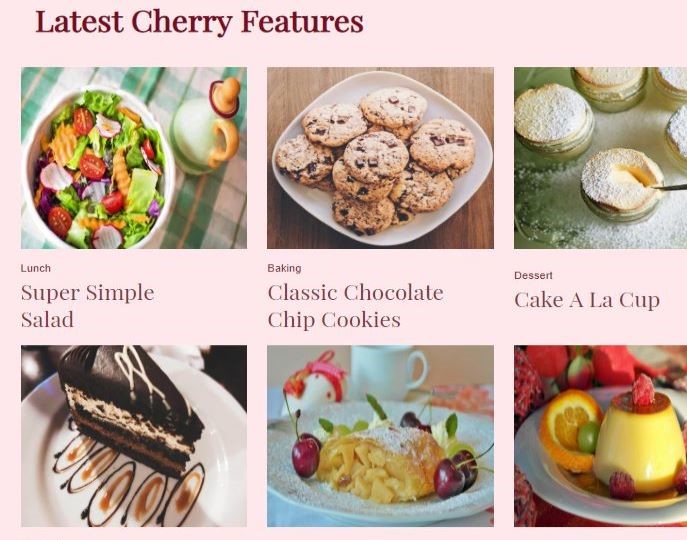 Latest Cherry Features
Lunch
Super Simple
Salad
Baking
Classic Chocolate
Chip Cookies
Dessert
Cake A La Cup